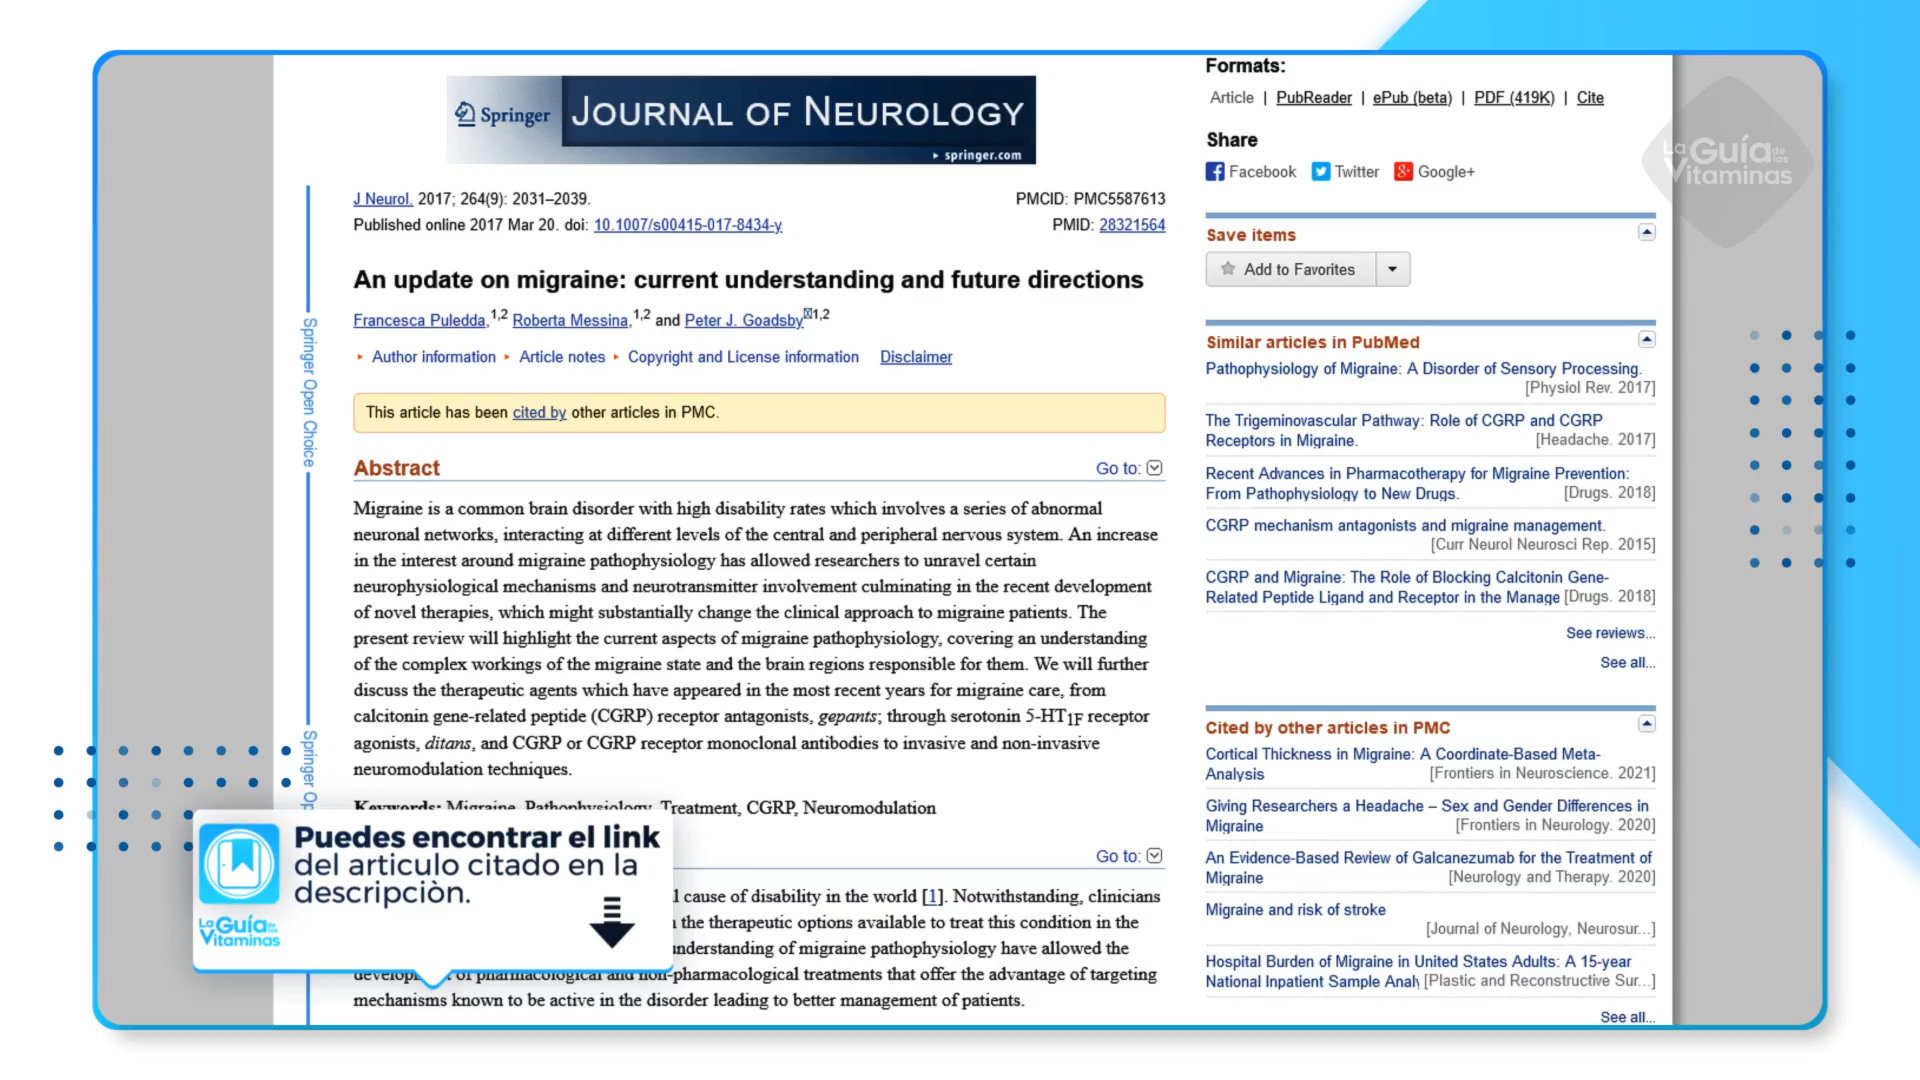 Springer
JOURNAL OF NEUROLOGY
springer.com
J Neurol. 2017; 264(9): 2031–2039.
Published online 2017 Mar 20. doi: 10.1007/s00415-017-8434-y
PMCID: PMC5587613
PMID: 28321564
An update on migraine: current understanding and future directions
Francesca Puledda,1,2 Roberta Messina,1,2 and Peter J. Goadsby1,2
Author information Article notes Copyright and License information Disclaimer
This article has been cited by other articles in PMC.
Abstract
Go to:
Migraine is a common brain disorder with high disability rates which involves a series of abnormal
neuronal networks, interacting at different levels of the central and peripheral nervous system. An increase
in the interest around migraine pathophysiology has allowed researchers to unravel certain
neurophysiological mechanisms and neurotransmitter involvement culminating in the recent development
of novel therapies, which might substantially change the clinical approach to migraine patients. The
present review will highlight the current aspects of migraine pathophysiology, covering an understanding
of the complex workings of the migraine state and the brain regions responsible for them. We will further
discuss the therapeutic agents which have appeared in the most recent years for migraine care, from
calcitonin gene-related peptide (CGRP) receptor antagonists, gepants; through serotonin 5-HT1F receptor
agonists, ditans, and CGRP or CGRP receptor monoclonal antibodies to invasive and non-invasive
neuromodulation techniques.
Keywords: Migraine, Pathophysiology, Treatment, CGRP, Neuromodulation
Go to:
cause of disability in the world [1]. Notwithstanding, clinicians
the therapeutic options available to treat this condition in the
understanding of migraine pathophysiology have allowed the
of pharmacological and non-pharmacological treatments that offer the advantage of targeting
mechanisms known to be active in the disorder leading to better management of patients.
Springer Open Choice
Springer Op
Puedes encontrar el link
del articulo citado en la
descripciòn.
La Guía de las
Vitaminas
Formats:
Article | PubReader | ePub (beta) | PDF (419K) | Cite
Share
Facebook Twitter Google+
La Guía de las
Vitaminas
Save items
Add to Favorites
Similar articles in PubMed
Pathophysiology of Migraine: A Disorder of Sensory Processing.
[Physiol Rev. 2017]
The Trigeminovascular Pathway: Role of CGRP and CGRP
Receptors in Migraine. [Headache. 2017]
Recent Advances in Pharmacotherapy for Migraine Prevention:
From Pathophysiology to New Drugs. [Drugs. 2018]
CGRP mechanism antagonists and migraine management.
[Curr Neurol Neurosci Rep. 2015]
CGRP and Migraine: The Role of Blocking Calcitonin Gene-
Related Peptide Ligand and Receptor in the Manage [Drugs. 2018]
See reviews...
See all...
Cited by other articles in PMC
Cortical Thickness in Migraine: A Coordinate-Based Meta-
Analysis [Frontiers in Neuroscience. 2021]
Giving Researchers a Headache – Sex and Gender Differences in
Migraine [Frontiers in Neurology. 2020]
An Evidence-Based Review of Galcanezumab for the Treatment of
Migraine [Neurology and Therapy. 2020]
Migraine and risk of stroke
[Journal of Neurology, Neurosur...]
Hospital Burden of Migraine in United States Adults: A 15-year
National Inpatient Sample Anal [Plastic and Reconstructive Sur...]
See all...